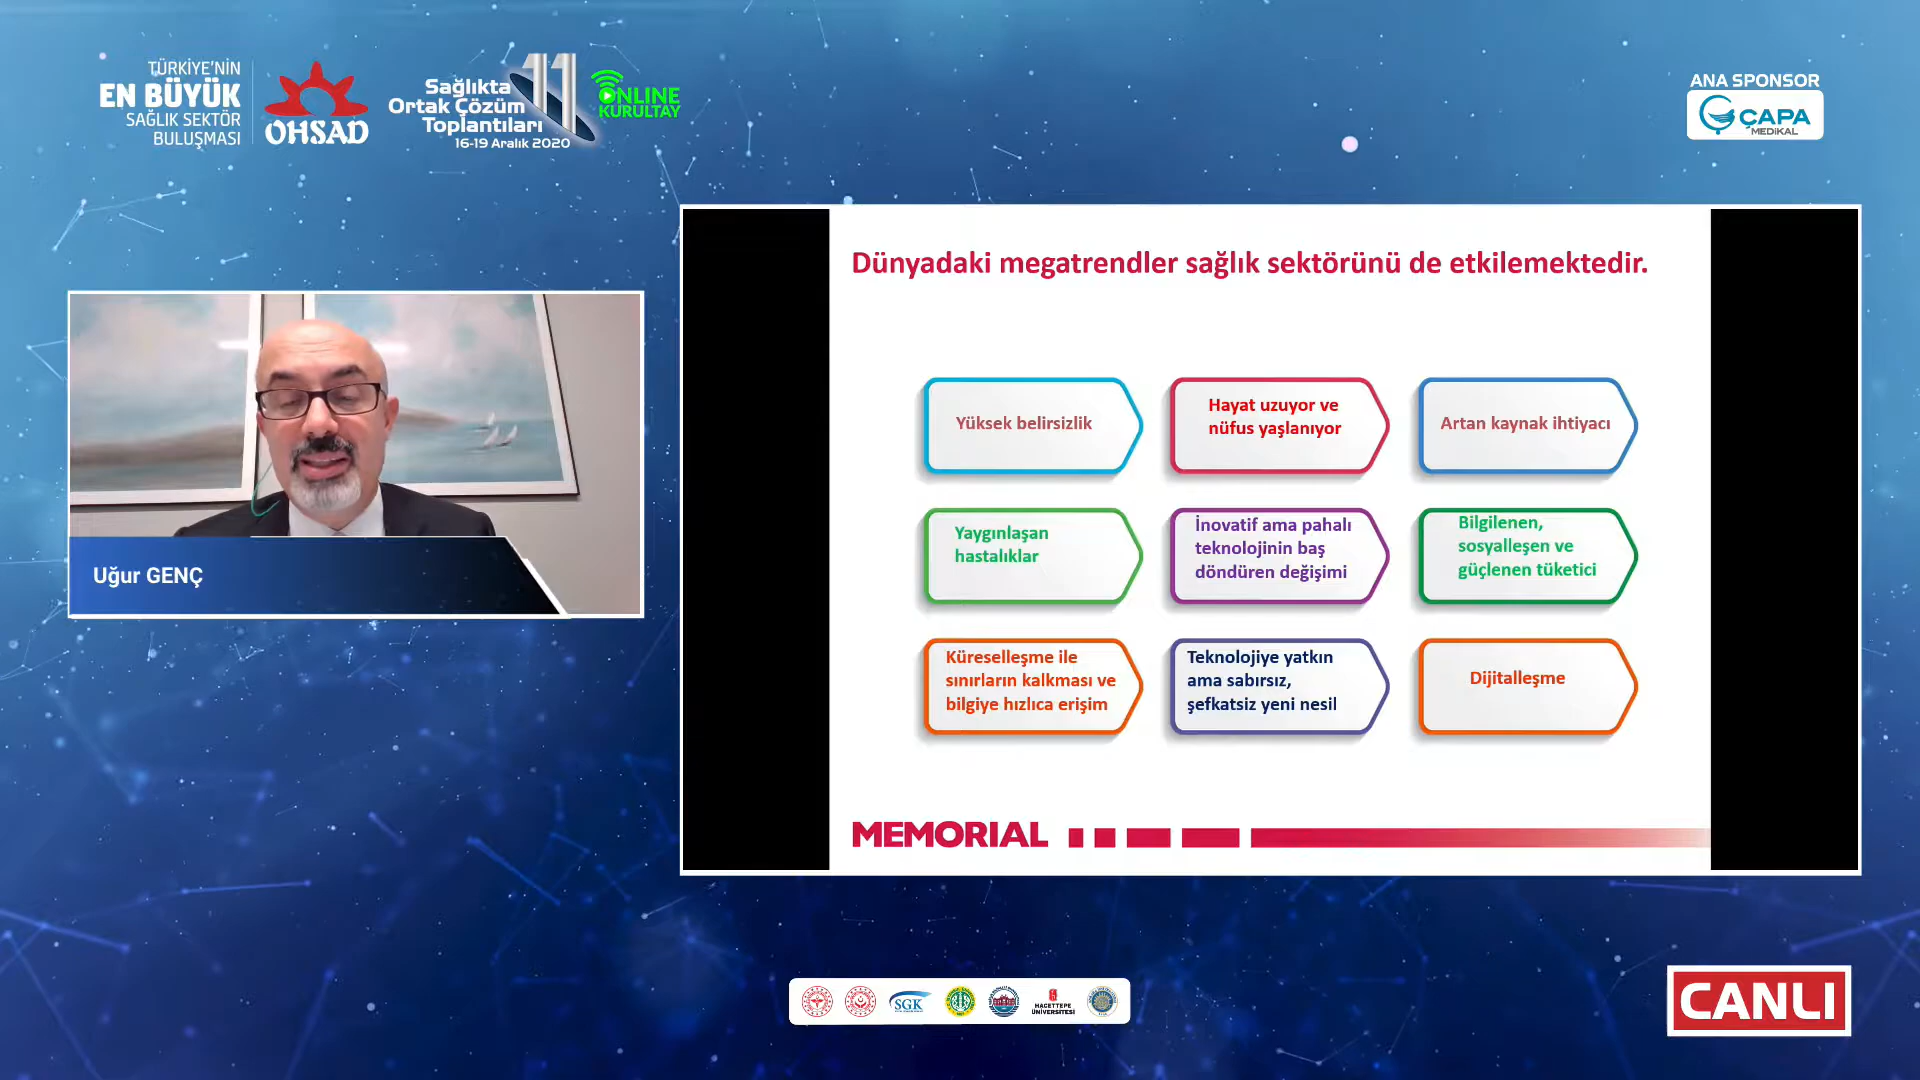 TÜRKİYE'NİN
EN BÜYÜK
SAĞLIK SEKTÖR
BULUŞMASI
OHSAD
Sağlıkta
Ortak Çözüm
Toplantıları
11
16-19 Aralık 2020
ONLINE
KURULTAY
ANA SPONSOR
ÇAPA
MEDİKAL
Uğur GENÇ
Dünyadaki megatrendler sağlık sektörünü de etkilemektedir.
Yüksek belirsizlik
Hayat uzuyor ve
nüfus yaşlanıyor
Artan kaynak ihtiyacı
Yaygınlaşan
hastalıklar
İnovatif ama pahalı
teknolojinin baş
döndüren değişimi
Bilgilenen,
sosyalleşen ve
güçlenen tüketici
Küreselleşme ile
sınırların kalkması ve
bilgiye hızlıca erişim
Teknolojiye yatkın
ama sabırsız,
şefkatsiz yeni nesil
Dijitalleşme
MEMORIAL
SGK
HACETTEPE
ÜNİVERSİTESİ
CANLI